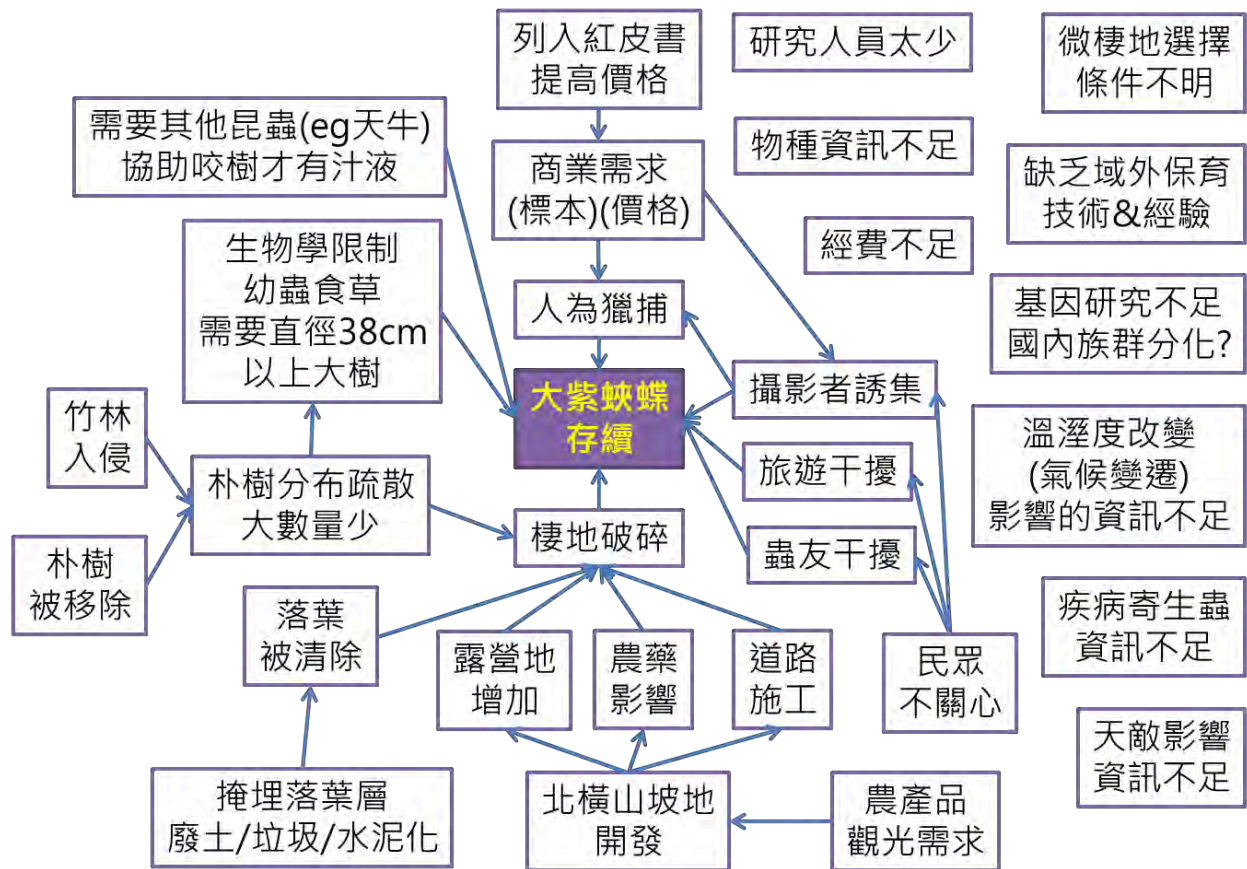 列入紅皮書
提高價格
研究人員太少
微棲地選擇
條件不明
需要其他昆蟲(eg天牛)
協助咬樹才有汁液
商業需求
(標本)(價格)
物種資訊不足
缺乏域外保育
技術&經驗
生物學限制
幼蟲食草
需要直徑38cm
以上大樹
經費不足
人為獵捕
基因研究不足
國內族群分化?
大紫蛺蝶
存續
攝影者誘集
竹林
入侵
溫溼度改變
(氣候變遷)
影響的資訊不足
朴樹分布疏散
大數量少
旅遊干擾
棲地破碎
蟲友干擾
朴樹
被移除
落葉
被清除
露營地
增加
農藥
影響
道路
施工
民眾
不關心
疾病寄生蟲
資訊不足
天敵影響
資訊不足
掩埋落葉層
廢土/垃圾/水泥化
北橫山坡地
開發
農產品
觀光需求